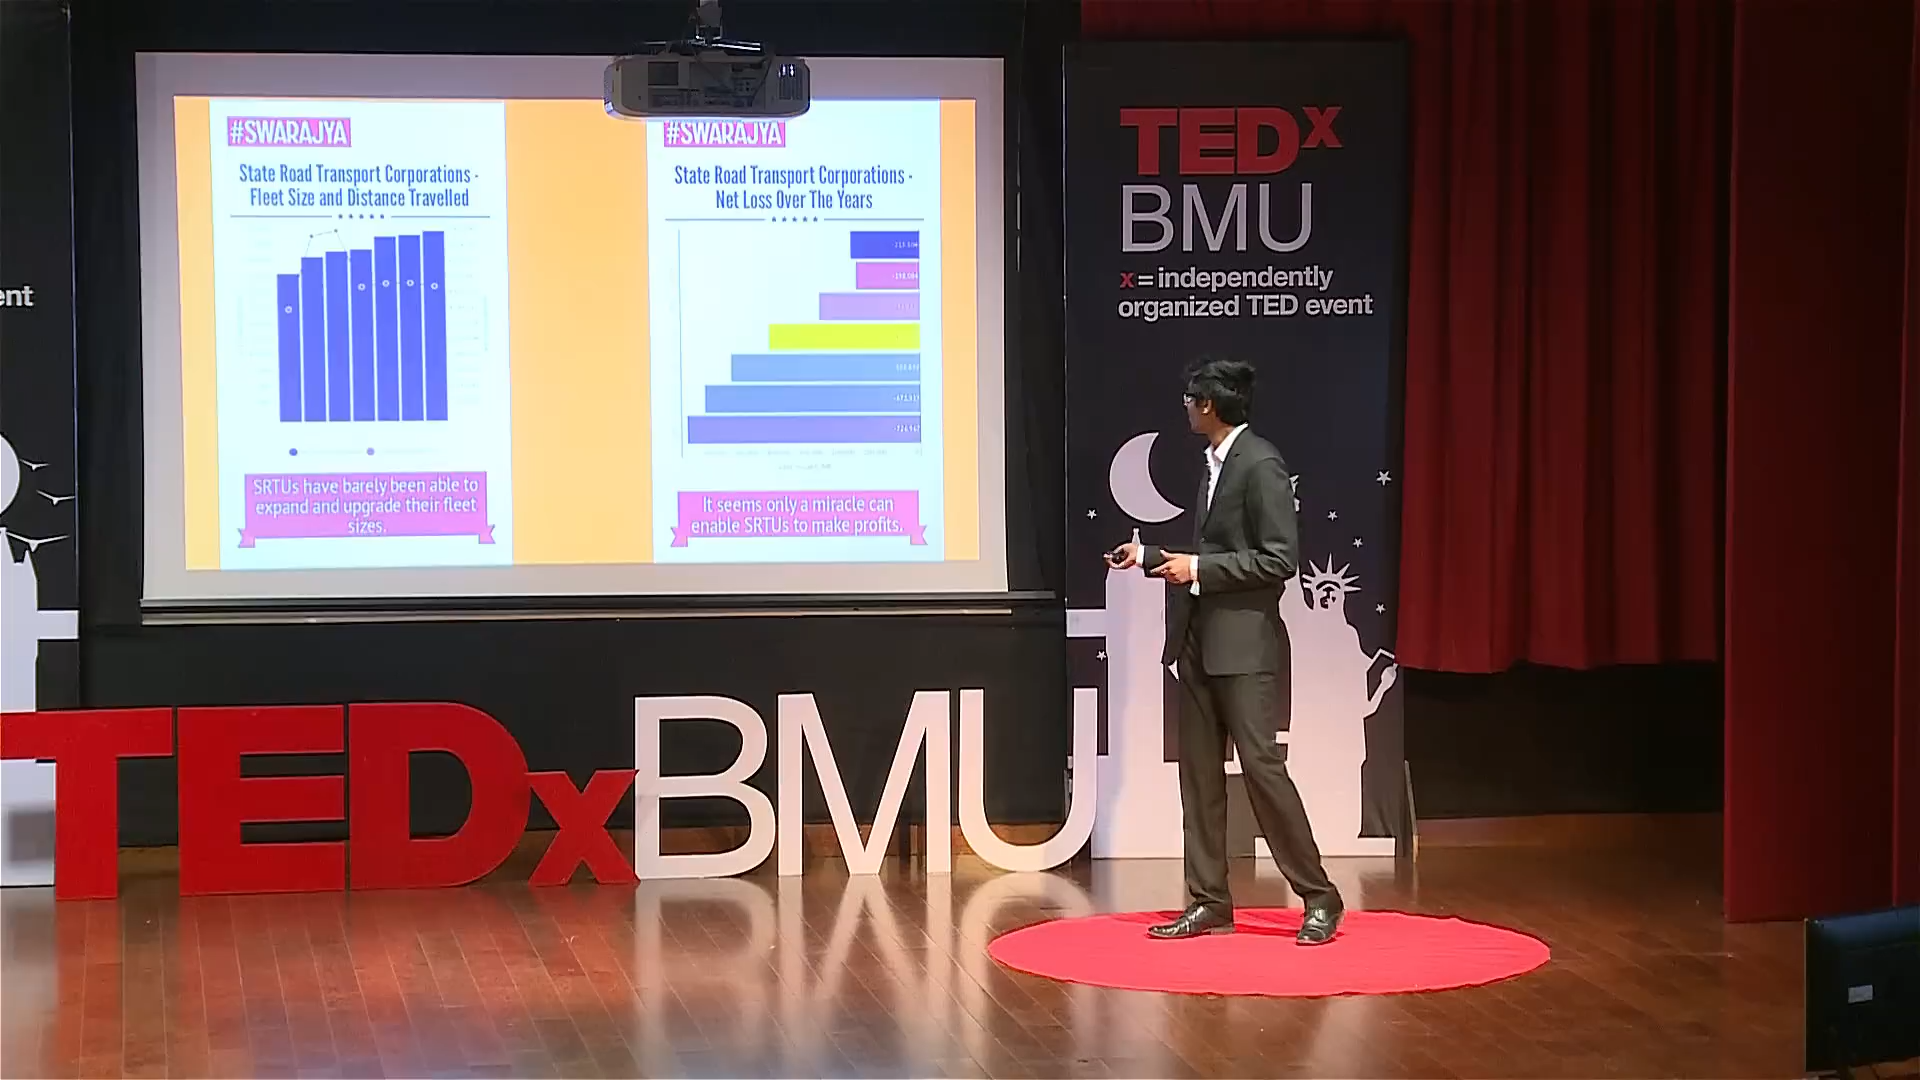 #SWARAJYA
State Road Transport Corporations -
Fleet Size and Distance Travelled
SRTUs have barely been able to
expand and upgrade their fleet
sizes.
#SWARAJYA
State Road Transport Corporations -
Net Loss Over The Years
It seems only a miracle can
enable SRTUs to make profits.
TEDx
BMU
x = independently
organized TED event
ent
TEDxBMU